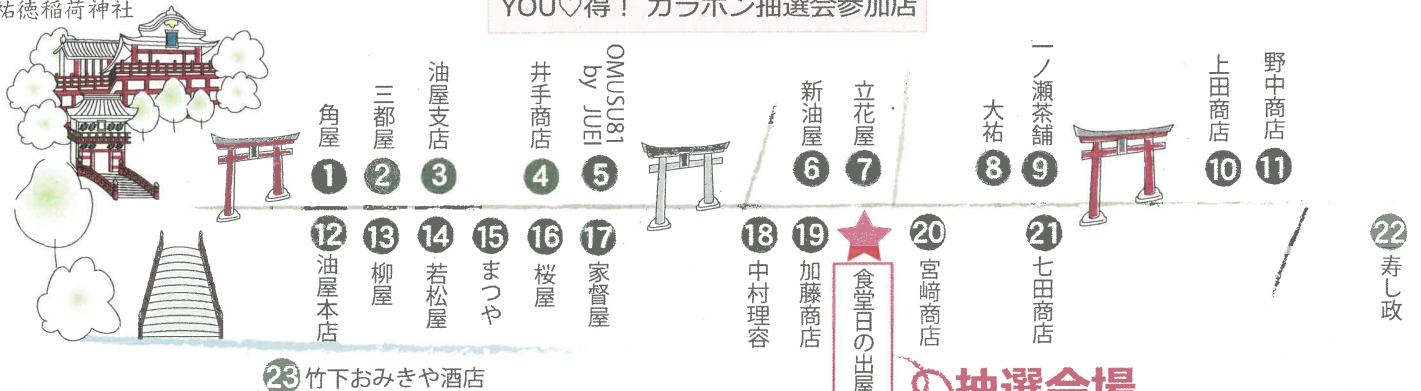 祐徳稲荷神社
YOU♡得！ガラポン抽選会参加店
角屋
1
三都屋
2
油屋支店
3
井手商店
4
OMUSU81
by JUEI
5
新油屋
6
立花屋
7
大祐
8
一ノ瀬茶舗
9
上田商店
10
野中商店
11
12
油屋本店
13
柳屋
14
若松屋
15
まつや
16
桜屋
17
家督屋
18
中村理容
19
加藤商店
食堂日の出屋
20
宮﨑商店
21
七田商店
22
寿し政
23 竹下おみきや酒店
の抽選会場